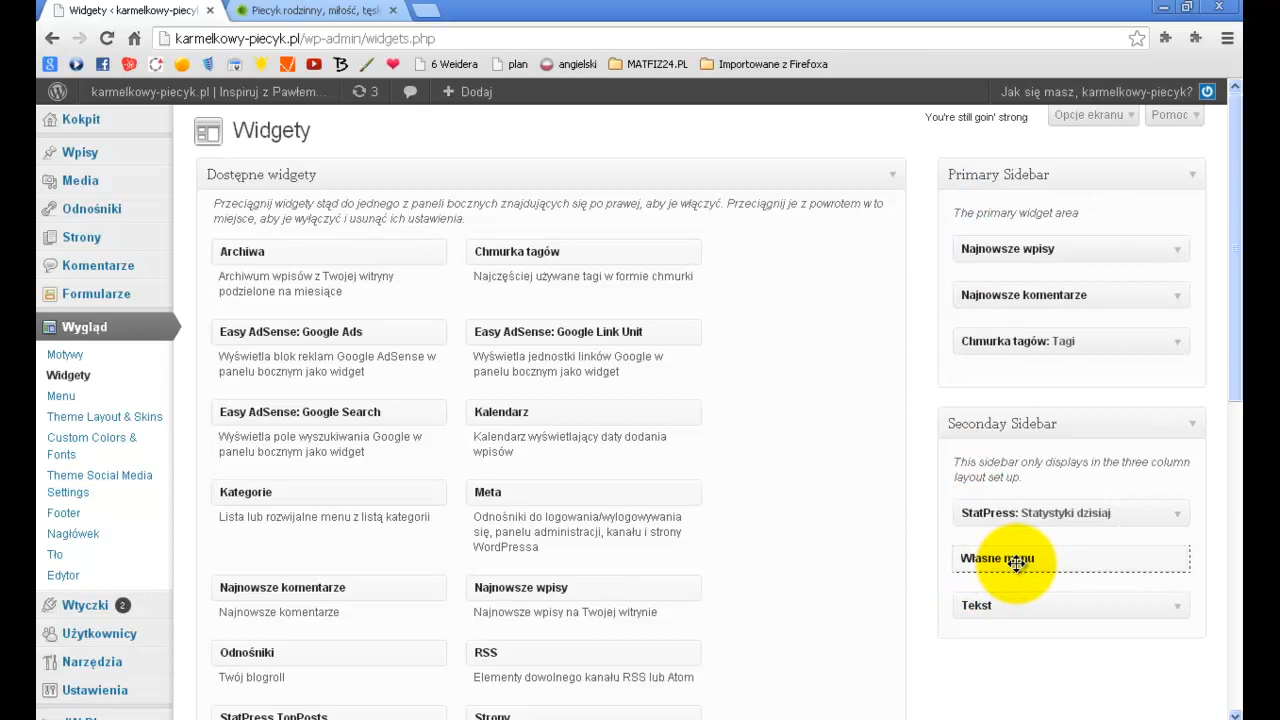 Widgety < karmelkowy-piecyk
Piecyk rodzinny, miłość, tęsk
karmelkowy-piecyk.pl/wp-admin/widgets.php
6 Weidera
plan
angielski
MATFIZ24.PL
Importowane z Firefoxa
karmelkowy-piecyk.pl | Inspiruj z Pawłem...
3
Dodaj
Jak się masz, karmelkowy-piecyk?
Kokpit
Wpisy
Media
Odnośniki
Strony
Komentarze
Formularze
Wygląd
Motywy
Widgety
Menu
Theme Layout & Skins
Custom Colors &
Fonts
Theme Social Media
Settings
Footer
Nagłówek
Tło
Edytor
Wtyczki 2
Użytkownicy
Narzędzia
Ustawienia
Widgety
You're still goin' strong
Opcje ekranu
Pomoc
Dostępne widgety
Przeciągnij widgety stąd do jednego z paneli bocznych znajdujących się po prawej, aby je włączyć. Przeciągnij je z powrotem w to
miejsce, aby je wyłączyć i usunąć ich ustawienia.
Archiwa
Archiwum wpisów z Twojej witryny
podzielone na miesiące
Chmurka tagów
Najczęściej używane tagi w formie chmurki
Easy AdSense: Google Ads
Wyświetla blok reklam Google AdSense w
panelu bocznym jako widget
Easy AdSense: Google Link Unit
Wyświetla jednostki linków Google w
panelu bocznym jako widget
Easy AdSense: Google Search
Wyświetla pole wyszukiwania Google w
panelu bocznym jako widget
Kalendarz
Kalendarz wyświetlający daty dodania
wpisów
Kategorie
Lista lub rozwijalne menu z listą kategorii
Meta
Odnośniki do logowania/wylogowywania
się, panelu administracji, kanału i strony
WordPressa
Najnowsze komentarze
Najnowsze komentarze
Najnowsze wpisy
Najnowsze wpisy na Twojej witrynie
Odnośniki
Twój blogroll
RSS
Elementy dowolnego kanału RSS lub Atom
StatPress TopPosts
Strony
Primary Sidebar
The primary widget area
Najnowsze wpisy
Najnowsze komentarze
Chmurka tagów: Tagi
Seconday Sidebar
This sidebar only displays in the three column
layout set up.
StatPress: Statystyki dzisiaj
Własne menu
Tekst